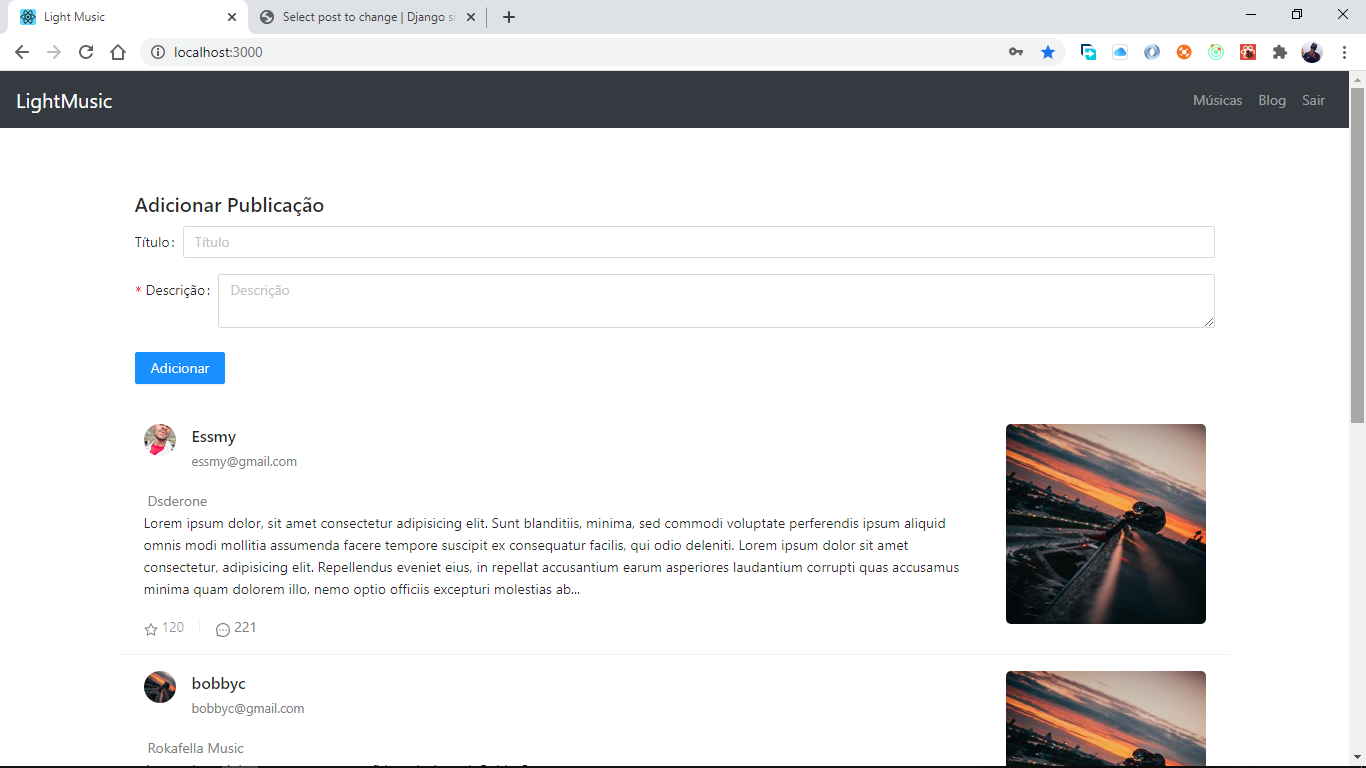 Light Music
Select post to change | Django si
localhost:3000
LightMusic
Músicas Blog Sair
Adicionar Publicação
Título: Título
* Descrição: Descrição
Adicionar
Essmy
essmy@gmail.com
Dsderone
Lorem ipsum dolor, sit amet consectetur adipisicing elit. Sunt blanditiis, minima, sed commodi voluptate perferendis ipsum aliquid
omnis modi mollitia assumenda facere tempore suscipit ex consequatur facilis, qui odio deleniti. Lorem ipsum dolor sit amet
consectetur, adipisicing elit. Repellendus eveniet eius, in repellat accusantium earum asperiores laudantium corrupti quas accusamus
minima quam dolorem illo, nemo optio officiis excepturi molestias ab...
120 221
bobbyc
bobbyc@gmail.com
Rokafella Music